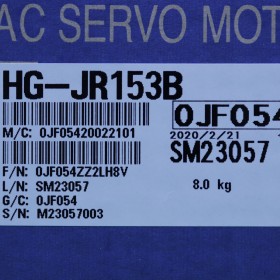 AC SERVO MOT
HG-JR153B
M/C: 0JF05420022101
0JF054
2020/2/21
SM23057
F/N: 0JF054ZZ2LH8V
L/N: SM23057
8.0 kg
G/C: 0JF054
S/N: M23057003